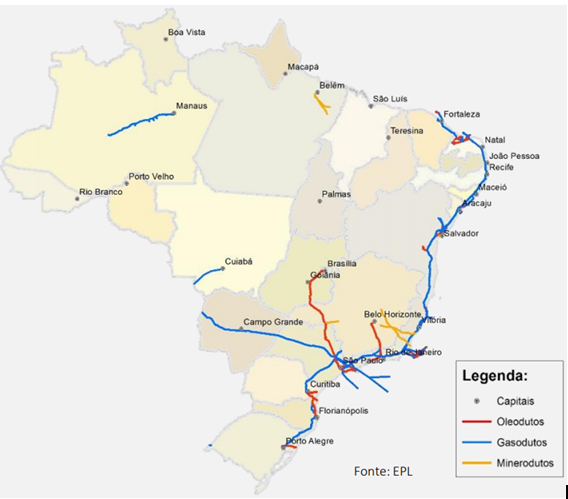 Boa Vista
Macapá
Belém
São Luís
Manaus
Fortaleza
Teresina
Natal
João Pessoa
Recife
Porto Velho
Maceió
Rio Branco
Palmas
Aracaju
Salvador
Cuiabá
Brasília
Goiânia
Belo Horizonte
Vitória
Campo Grande
São Paulo
Rio de Janeiro
Curitiba
Florianópolis
Porto Alegre
Legenda:
Capitais
Oleodutos
Gasodutos
Minerodutos
Fonte: EPL